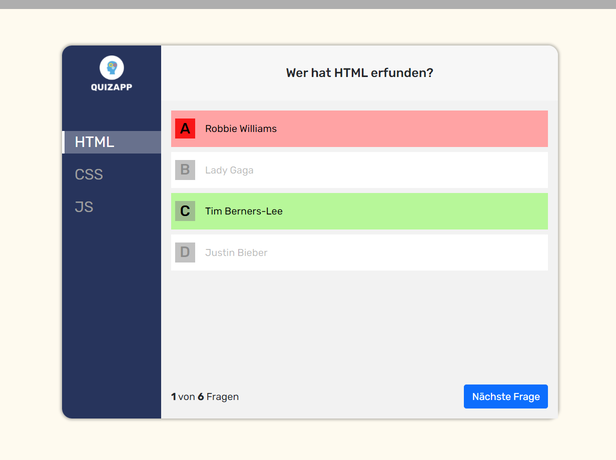 QUIZAPP
HTML
CSS
JS
Wer hat HTML erfunden?
A Robbie Williams
B Lady Gaga
C Tim Berners-Lee
D Justin Bieber
1 von 6 Fragen
Nächste Frage